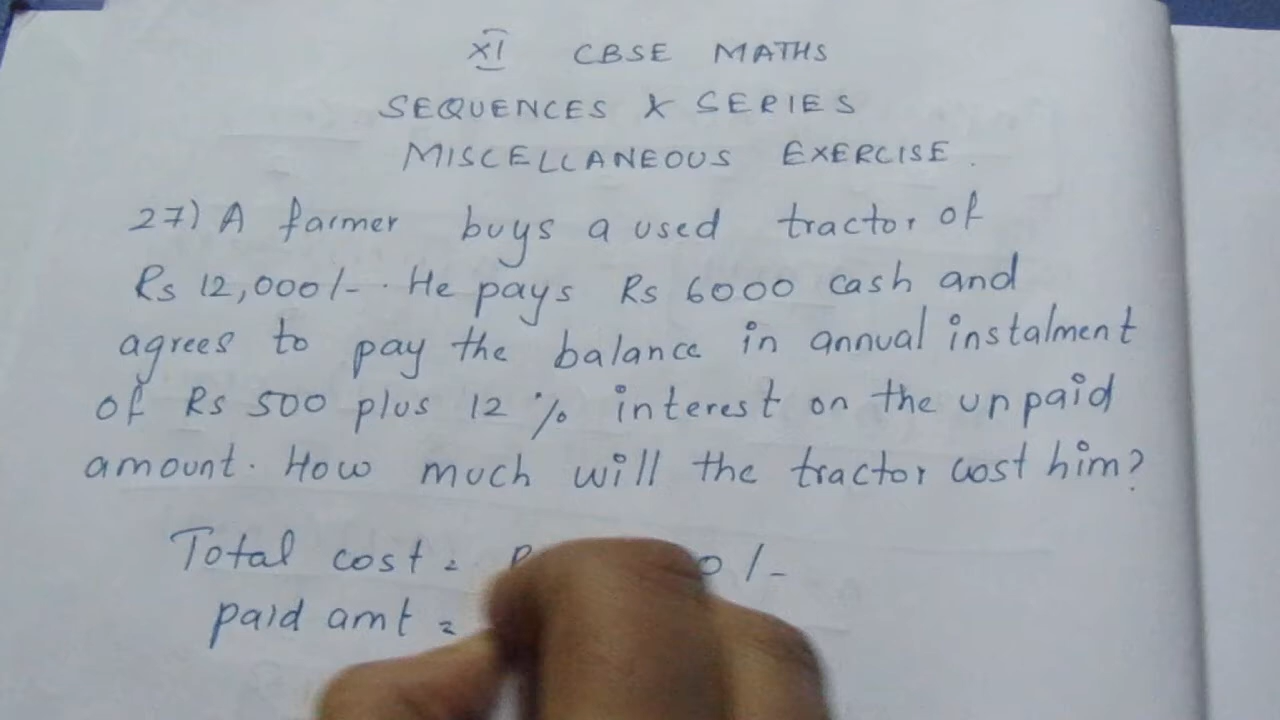 XI CBSE MATHS
SEQUENCES & SERIES
MISCELLANEOUS EXERCISE.
27) A farmer buys a used tractor of
Rs 12,000/-. He pays Rs 6000 cash and
agrees to pay the balance in annual instalment
of Rs 500 plus 12% interest on the unpaid
amount. How much will the tractor cost him?
Total cost = 0/-
paid amt =